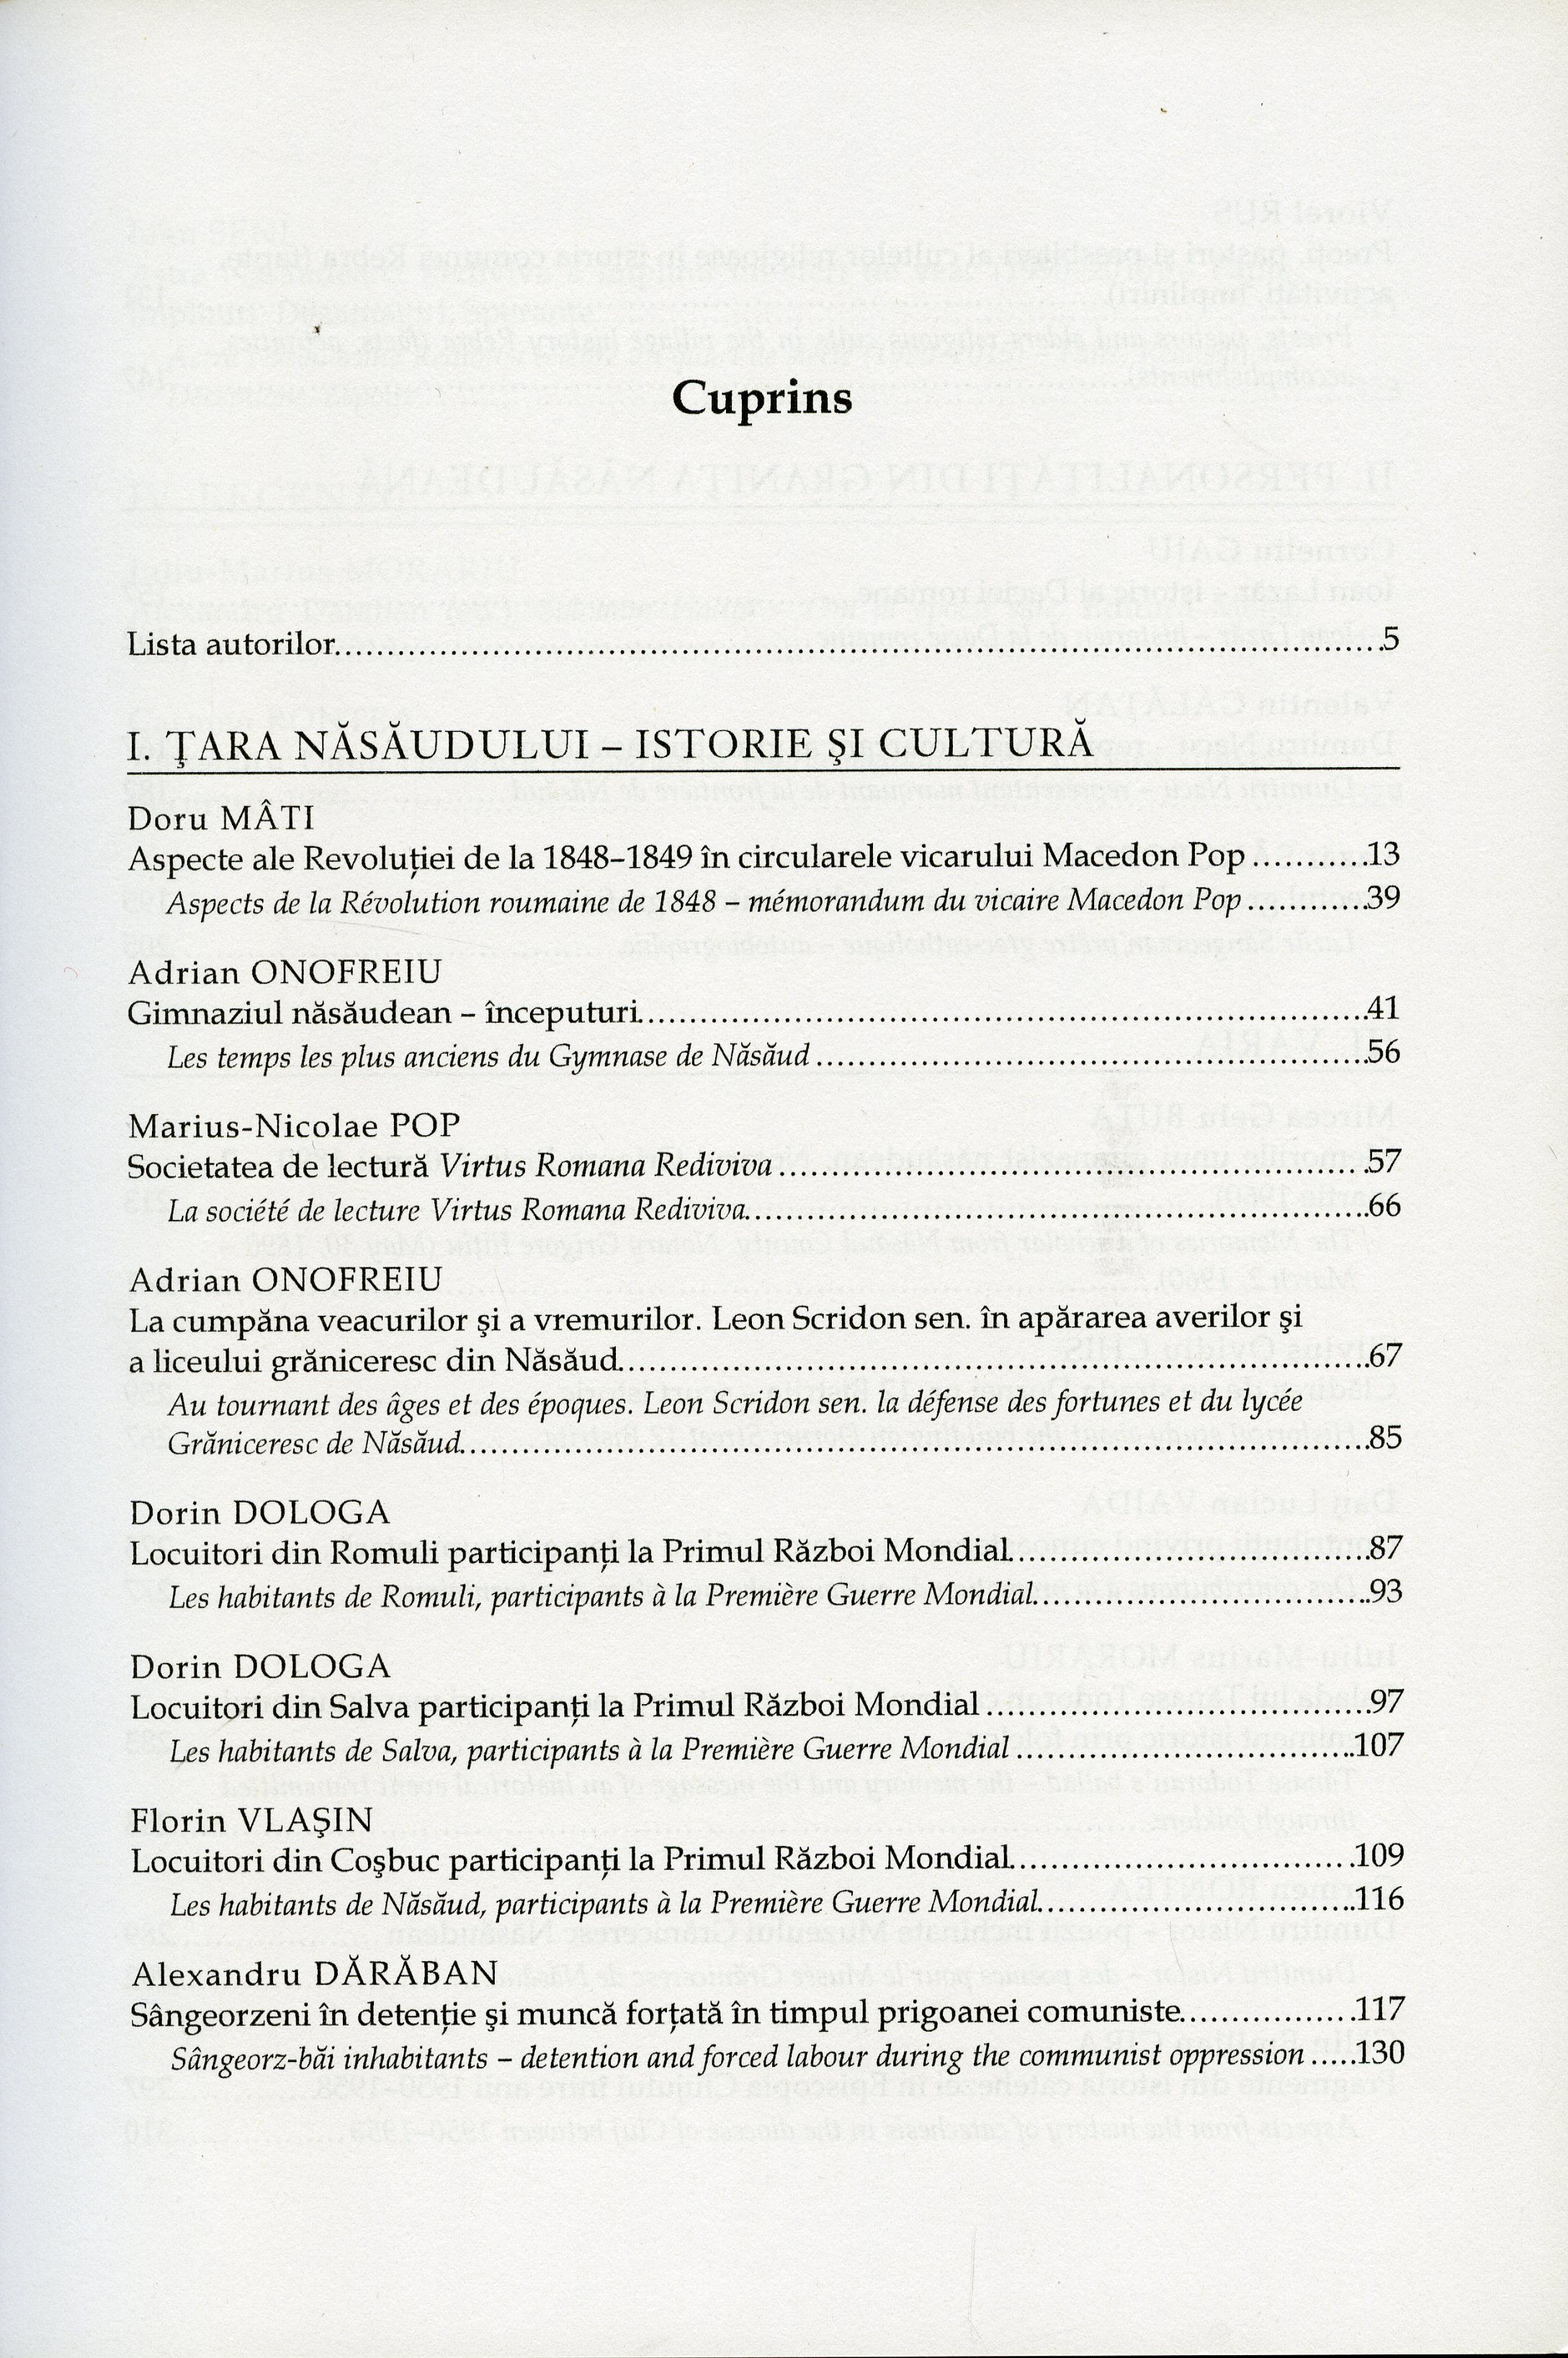 Cuprins
Lista autorilor....................5
I. ŢARA NĂSĂUDULUI – ISTORIE ŞI CULTURĂ
Doru MÂTI
Aspecte ale Revoluţiei de la 1848–1849 în circularele vicarului Macedon Pop ...........13
Aspects de la Révolution roumaine de 1848 – mémorandum du vicaire Macedon Pop ............39
Adrian ONOFREIU
Gimnaziul năsăudean – începuturi....................41
Les temps les plus anciens du Gymnase de Năsăud ....................56
Marius-Nicolae POP
Societatea de lectură Virtus Romana Rediviva ....................57
La société de lecture Virtus Romana Rediviva....................66
Adrian ONOFREIU
La cumpăna veacurilor şi a vremurilor. Leon Scridon sen. în apărarea averilor şi
a liceului grăniceresc din Năsăud....................67
Au tournant des âges et des époques. Leon Scridon sen. la défense des fortunes et du lycée
Grăniceresc de Năsăud....................85
Dorin DOLOGA
Locuitori din Romuli participanţi la Primul Război Mondial....................87
Les habitants de Romuli, participants à la Première Guerre Mondial....................93
Dorin DOLOGA
Locuitori din Salva participanţi la Primul Război Mondial ....................97
Les habitants de Salva, participants à la Première Guerre Mondial ....................107
Florin VLAŞIN
Locuitori din Coşbuc participanţi la Primul Război Mondial....................109
Les habitants de Năsăud, participants à la Première Guerre Mondial....................116
Alexandru DĂRĂBAN
Sângeorzeni în detenţie şi muncă forţată în timpul prigoanei comuniste.................117
Sângeorz-băi inhabitants – detention and forced labour during the communist oppression .....130